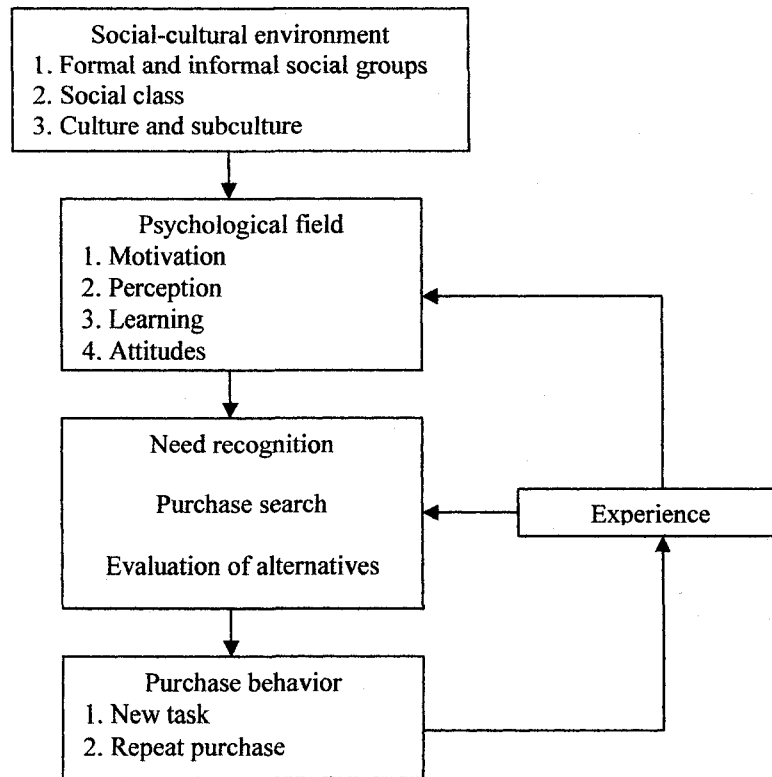 Social-cultural environment
1. Formal and informal social groups
2. Social class
3. Culture and subculture
Psychological field
1. Motivation
2. Perception
3. Learning
4. Attitudes
Need recognition
Purchase search
Evaluation of alternatives
Experience
Purchase behavior
1. New task
2. Repeat purchase